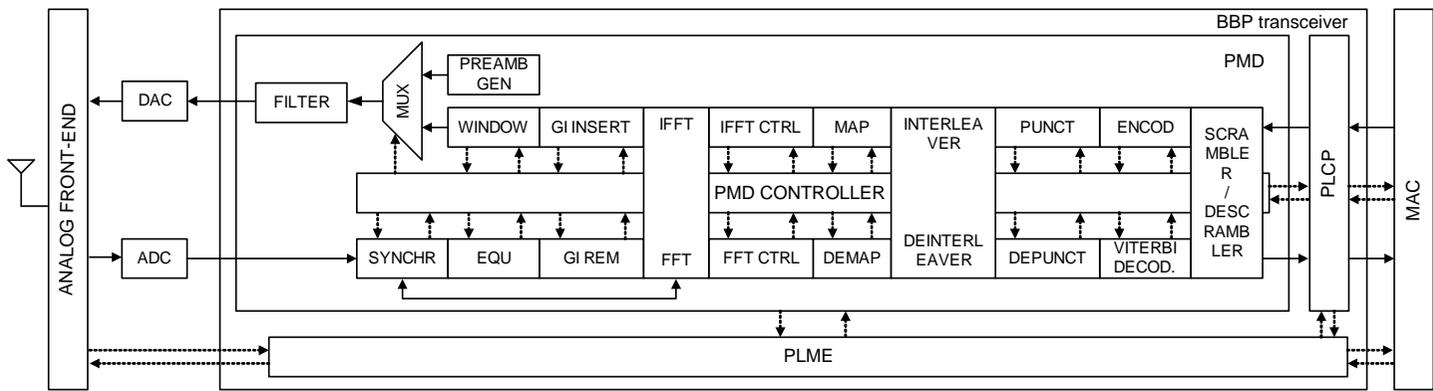 BBP transceiver
PMD
ANALOG FRONT-END
DAC
FILTER
MUX
PREAMB
GEN
WINDOW
GI INSERT
IFFT
IFFT CTRL
MAP
INTERLEA
VER
PUNCT
ENCOD
SCRA
MBLE
R
/
DESC
RAMB
LER
PLCP
MAC
PMD CONTROLLER
ADC
SYNCHR
EQU
GI REM
FFT
FFT CTRL
DEMAP
DEINTERL
EAVER
DEPUNCT
VITERBI
DECOD.
PLME